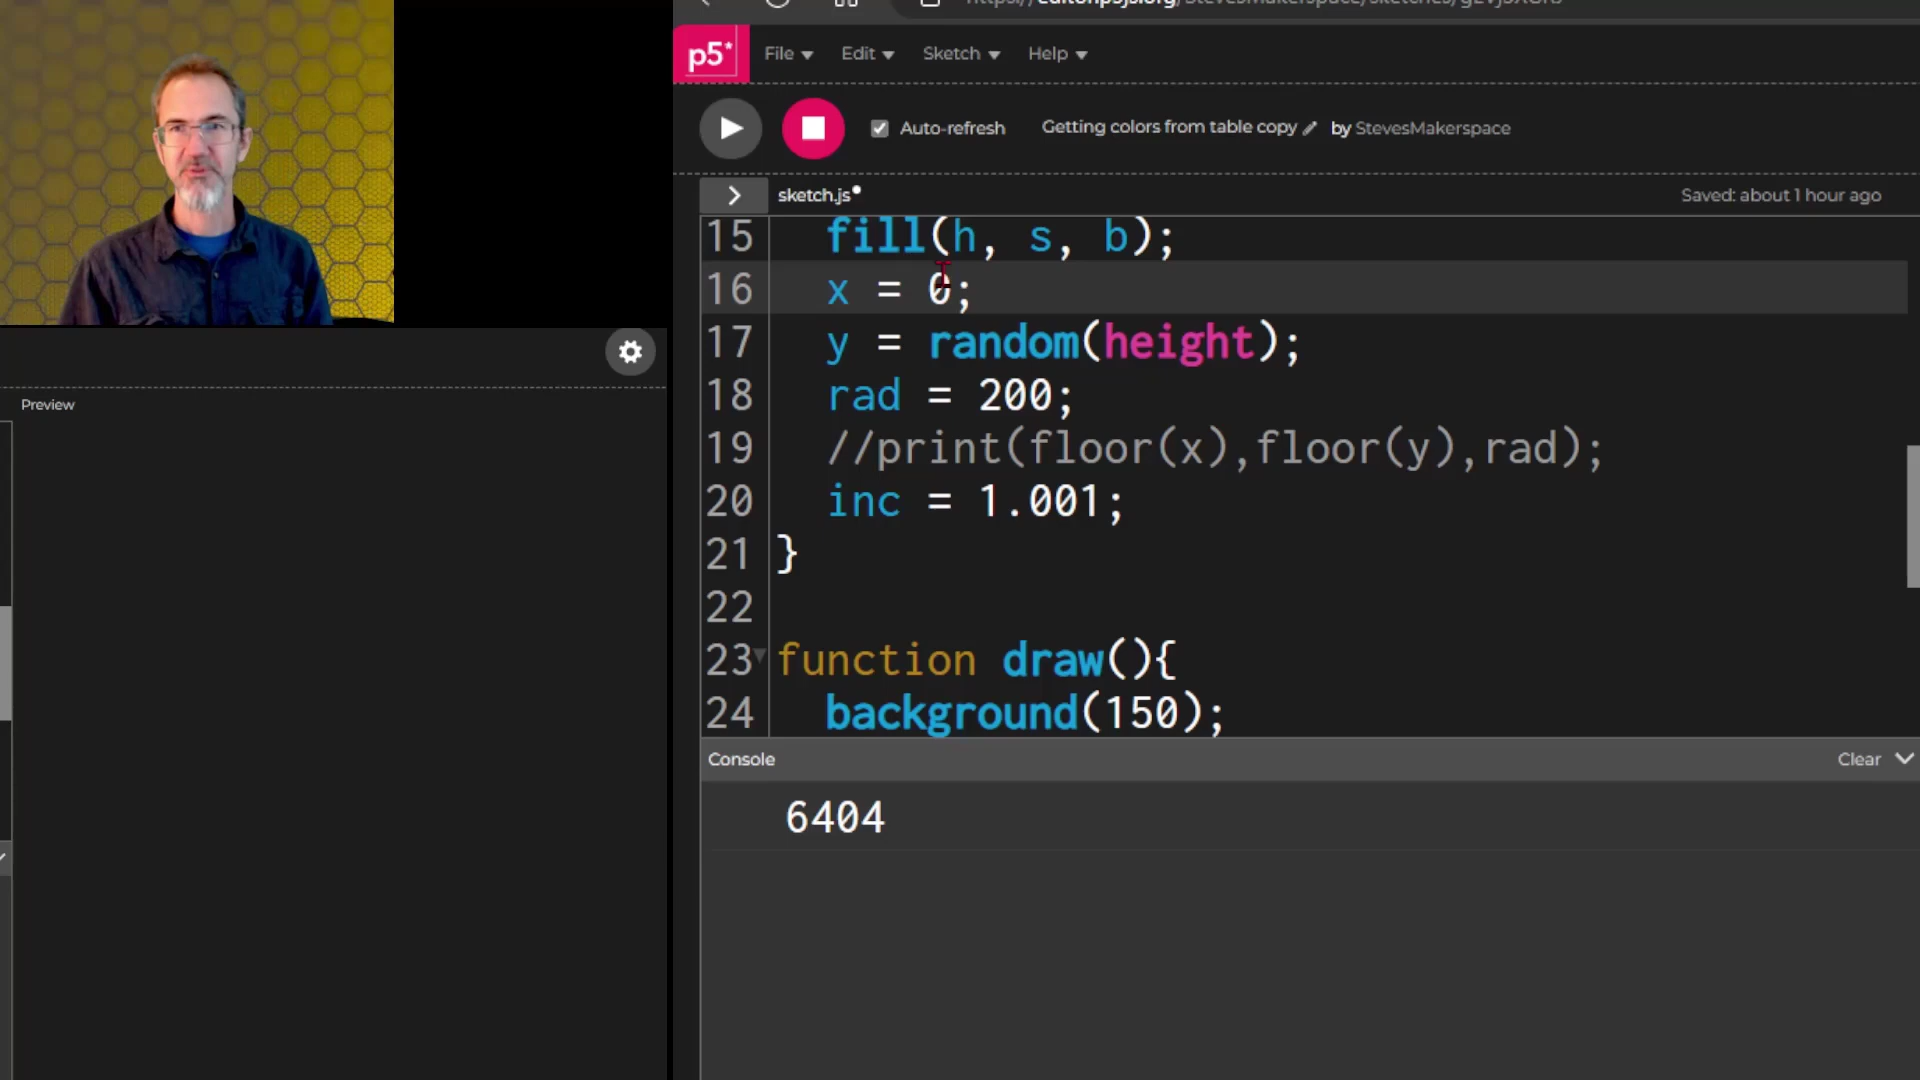 p5*
File
Edit
Sketch
Help
Auto-refresh
Getting colors from table copy
by StevesMakerspace
sketch.js
Saved: about 1 hour ago
Preview
15 fill(h, s, b);
16 x = 0;
17 y = random(height);
18 rad = 200;
19 //print(floor(x),floor(y),rad);
20 inc = 1.001;
21 }
22
23 function draw(){
24 background(150);
Console
Clear
6404